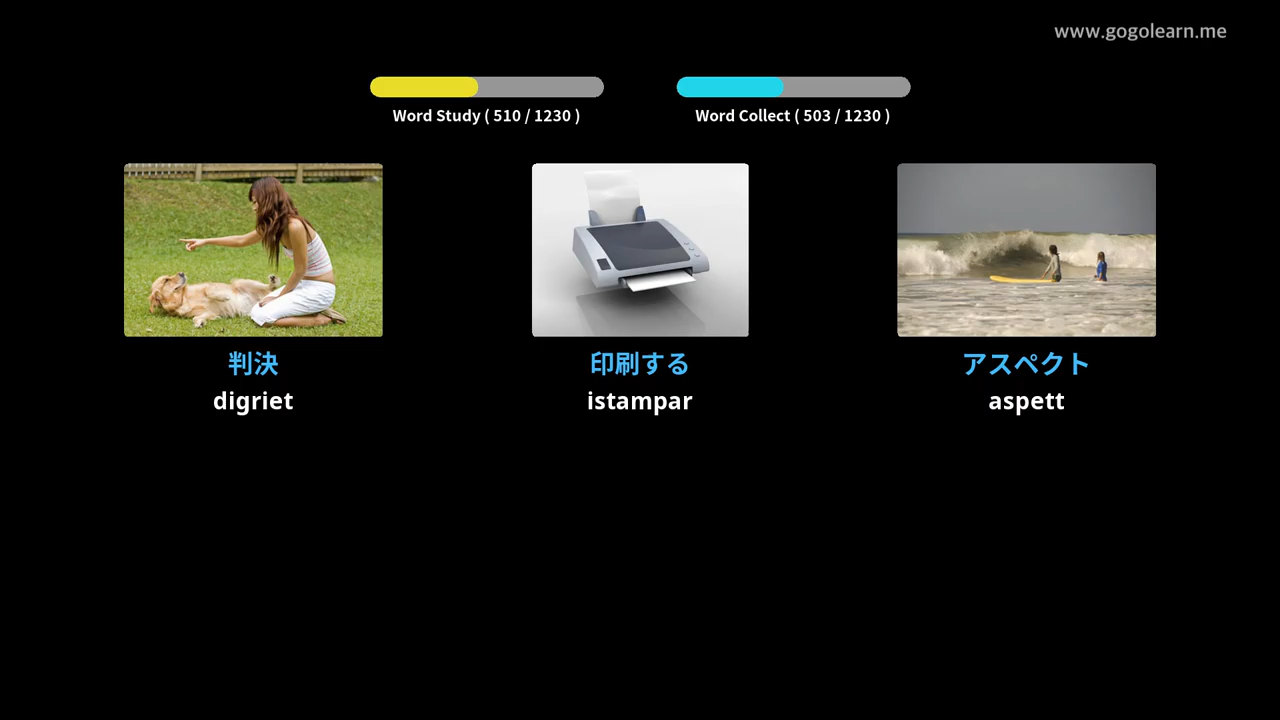 www.gogolearn.me
Word Study ( 510 / 1230 )
Word Collect ( 503 / 1230 )
判決
digriet
印刷する
istampar
アスペクト
aspett